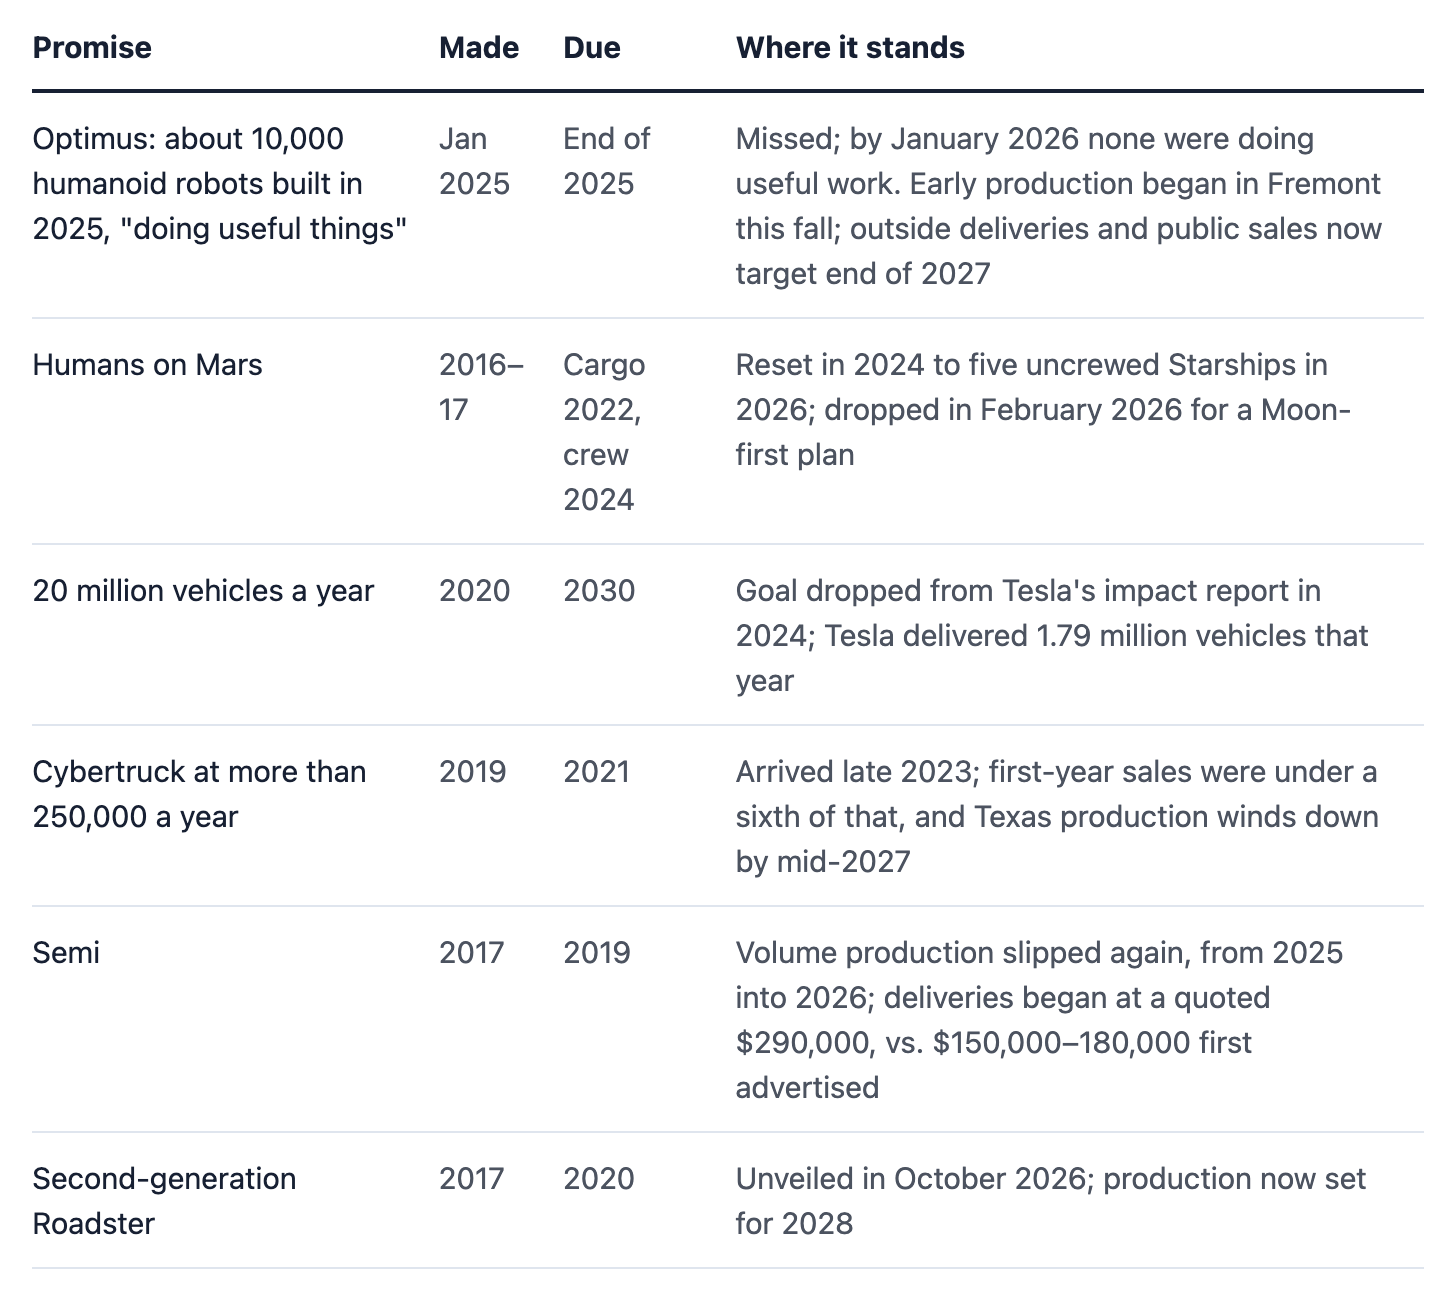 Promise Made Due Where it stands
Optimus: about 10,000
humanoid robots built in
2025, "doing useful things"
Jan
2025
End of
2025
Missed; by January 2026 none were doing
useful work. Early production began in Fremont
this fall; outside deliveries and public sales now
target end of 2027
Humans on Mars
2016–
17
Cargo
2022,
crew
2024
Reset in 2024 to five uncrewed Starships in
2026; dropped in February 2026 for a Moon-
first plan
20 million vehicles a year
2020
2030
Goal dropped from Tesla's impact report in
2024; Tesla delivered 1.79 million vehicles that
year
Cybertruck at more than
250,000 a year
2019
2021
Arrived late 2023; first-year sales were under a
sixth of that, and Texas production winds down
by mid-2027
Semi
2017
2019
Volume production slipped again, from 2025
into 2026; deliveries began at a quoted
$290,000, vs. $150,000–180,000 first
advertised
Second-generation
Roadster
2017
2020
Unveiled in October 2026; production now set
for 2028